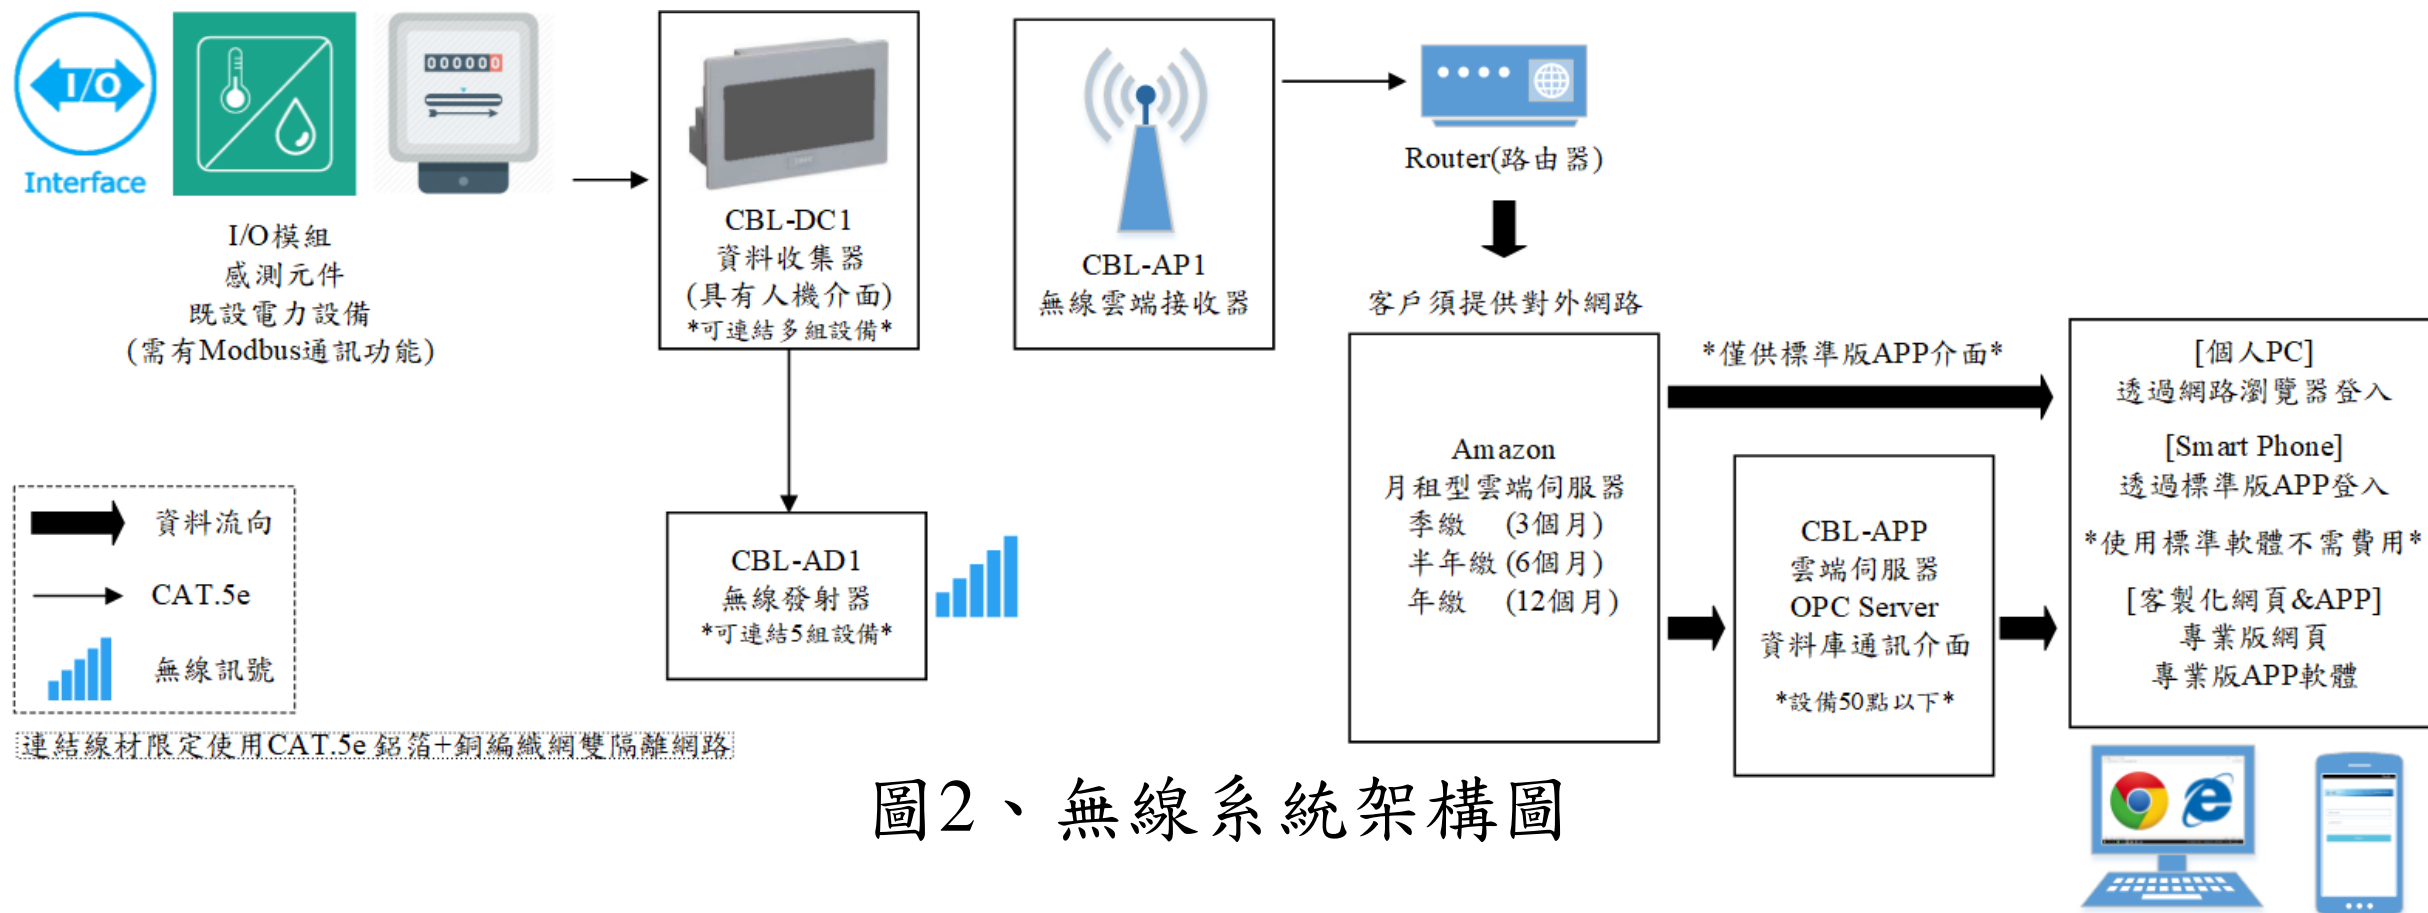 I/O
Interface
000000
I/O模組
感測元件
既設電力設備
(需有Modbus通訊功能)
CBL-DC1
資料收集器
(具有人機介面)
*可連結多組設備*
CBL-AP1
無線雲端接收器
Router(路由器)
客戶須提供對外網路
CBL-AD1
無線發射器
*可連結5組設備*
Amazon
月租型雲端伺服器
季繳 (3個月)
半年繳 (6個月)
年繳 (12個月)
*僅供標準版APP介面*
CBL-APP
雲端伺服器
OPC Server
資料庫通訊介面
*設備50點以下*
[個人PC]
透過網路瀏覽器登入
[Smart Phone]
透過標準版APP登入
*使用標準軟體不需費用*
[客製化網頁&APP]
專業版網頁
專業版APP軟體
資料流向
CAT.5e
無線訊號
連結線材限定使用CAT.5e 鋁箔+銅編織網雙隔離網路
圖2、無線系統架構圖